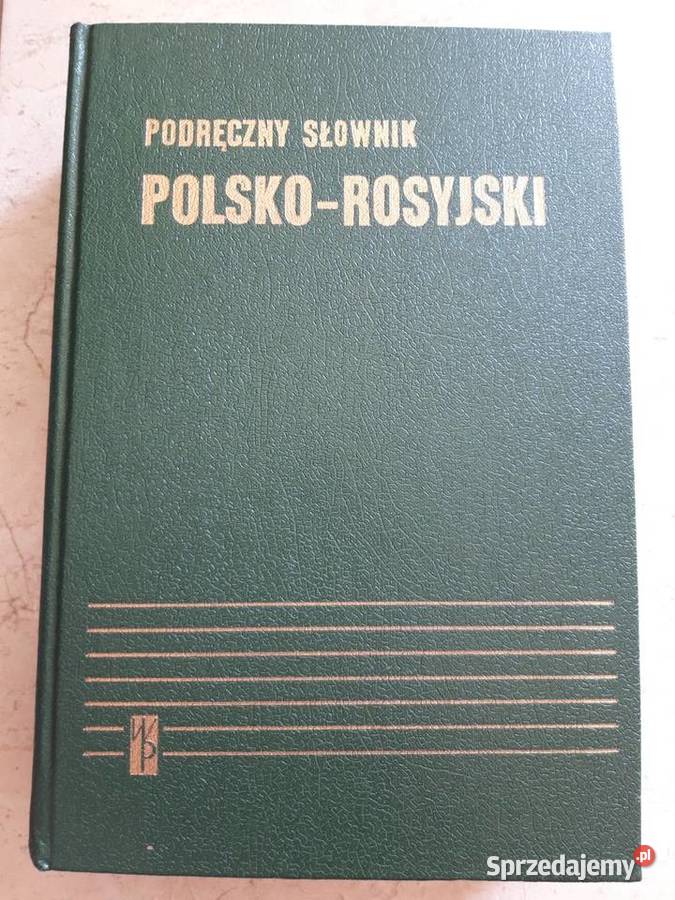 PODRĘCZNY SŁOWNIK
POLSKO-ROSYJSKI
WP
Sprzedajemy.pl